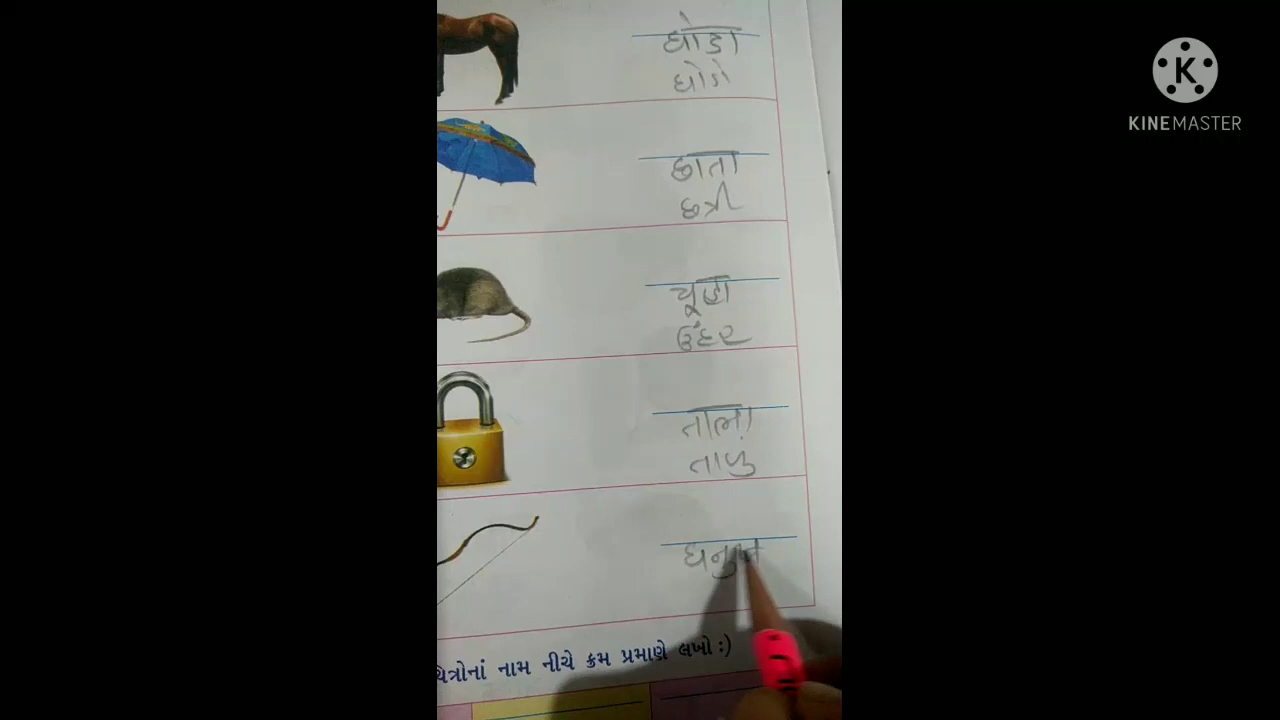 घोडा
ઘોડો
छाता
છત્રી
चूहा
ઉંદર
ताला
તાળુ
ચિત્રોનાં નામ નીચે ક્રમ પ્રમાણે લખો :)
KINEMASTER